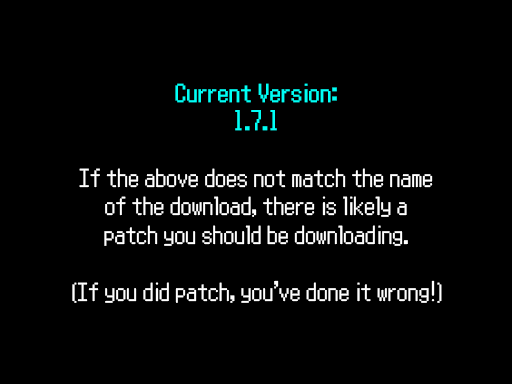 Current Version:
1.7.1
If the above does not match the name
of the download, there is likely a
patch you should be downloading.
(If you did patch, you've done it wrong!)